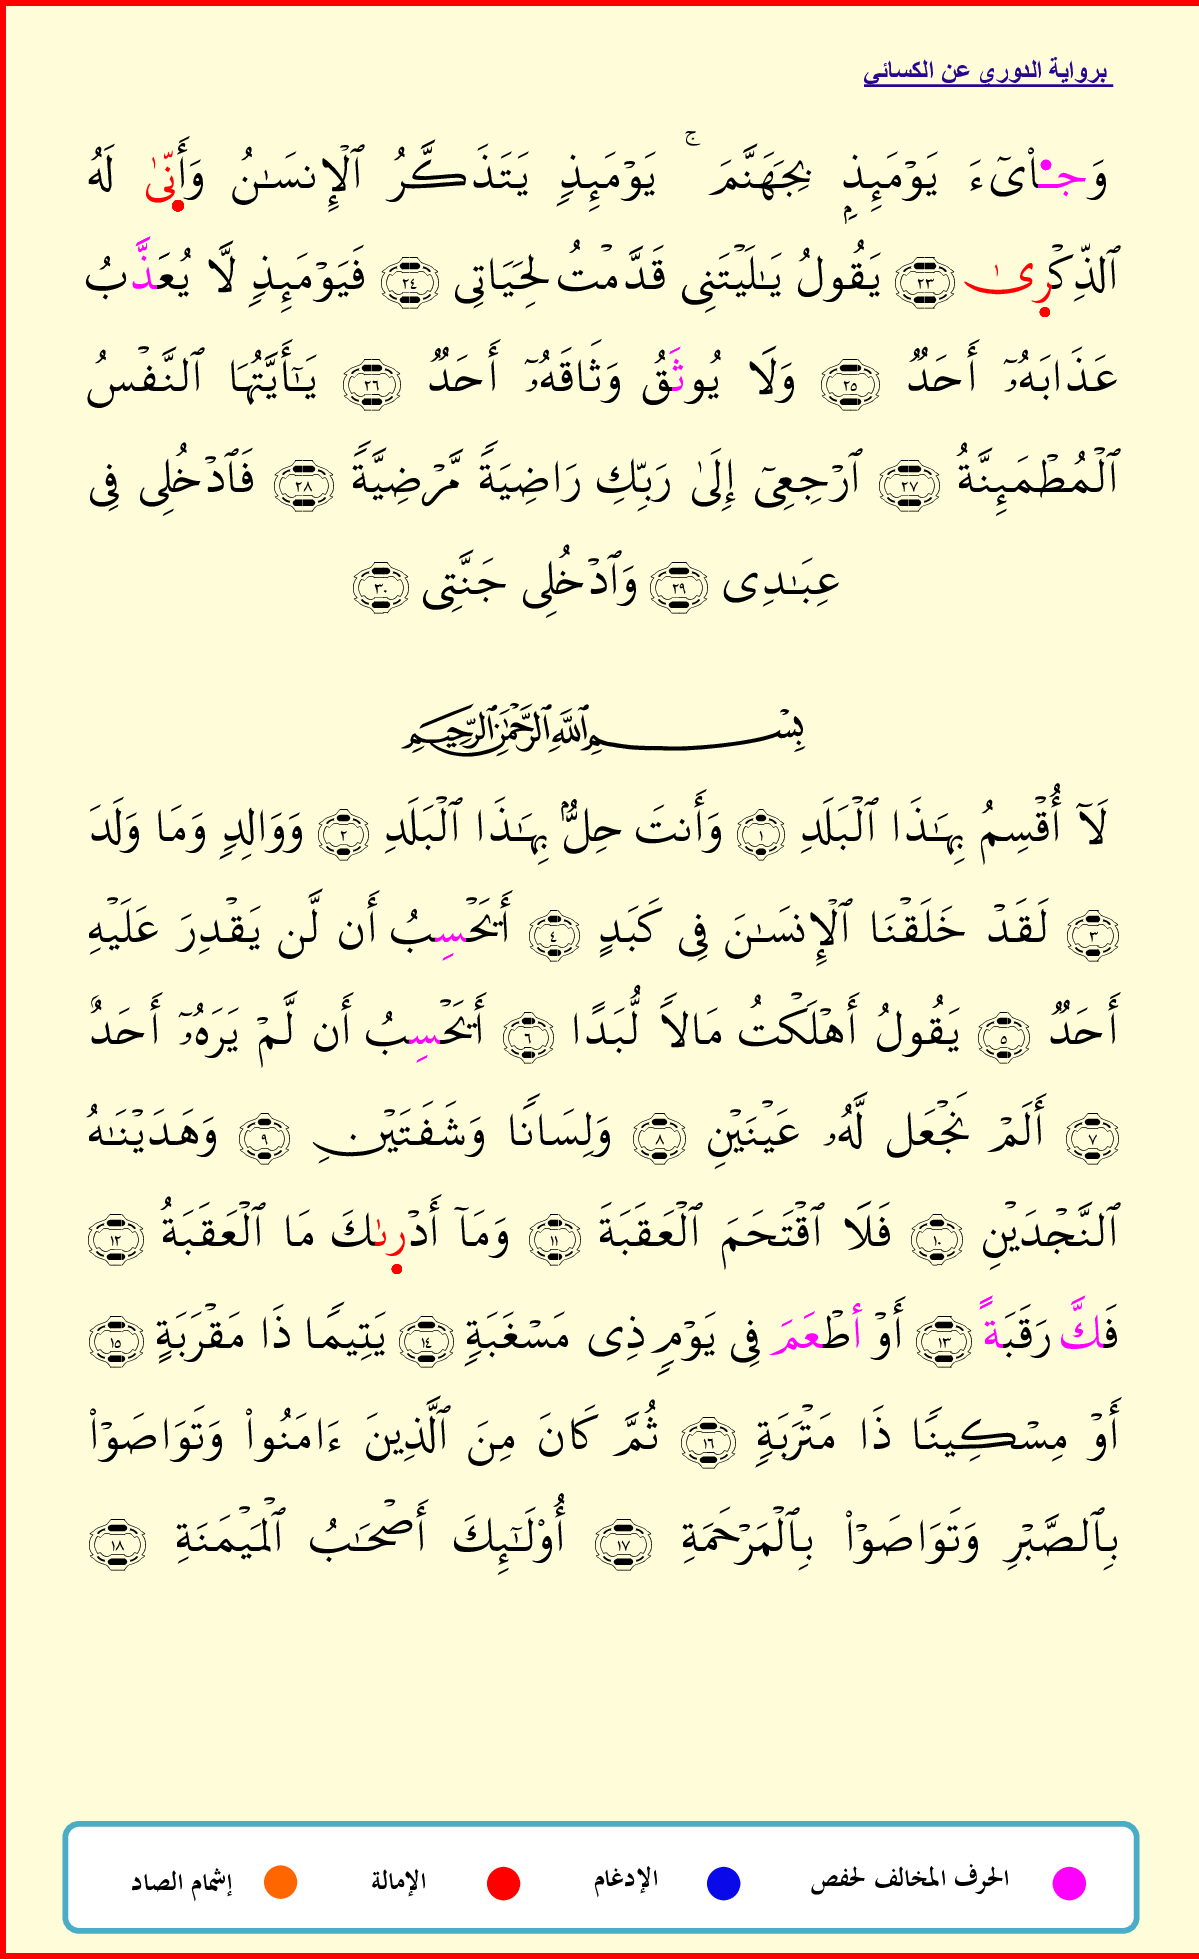 برواية الدوري عن الكسائي
وَجِاْىٓءَ يَوْمَئِذِۭ بِجَهَنَّمَ ۚ يَوْمَئِذٍۢ يَتَذَكَّرُ ٱلْإِنسَـٰنُ وَأَنِّىٰ لَهُ
ٱلذِّكْرِىٰ ٢٣ يَقُولُ يَـٰلَيْتَنِى قَدَّمْتُ لِحَيَاتِى ٢٤ فَيَوْمَئِذٍۢ لَّا يُعَذَّبُ
عَذَابَهُۥٓ أَحَدٌۭ ٢٥ وَلَا يُوثَقُ وَثَاقَهُۥٓ أَحَدٌۭ ٢٦ يَـٰٓأَيَّتُهَا ٱلنَّفْسُ
ٱلْمُطْمَئِنَّةُ ٢٧ ٱرْجِعِىٓ إِلَىٰ رَبِّكِ رَاضِيَةًۭ مَّرْضِيَّةًۭ ٢٨ فَٱدْخُلِى فِى
عِبَـٰدِى ٢٩ وَٱدْخُلِى جَنَّتِى ٣٠
بِسْمِ ٱللَّهِ ٱلرَّحْمَـٰنِ ٱلرَّحِيمِ
لَآ أُقْسِمُ بِهَـٰذَا ٱلْبَلَدِ ١ وَأَنتَ حِلٌّۢ بِهَـٰذَا ٱلْبَلَدِ ٢ وَوَالِدٍۢ وَمَا وَلَدَ
٣ لَقَدْ خَلَقْنَا ٱلْإِنسَـٰنَ فِى كَبَدٍ ٤ أَيَحْسِبُ أَن لَّن يَقْدِرَ عَلَيْهِ
أَحَدٌۭ ٥ يَقُولُ أَهْلَكْتُ مَالًۭا لُّبَدًا ٦ أَيَحْسِبُ أَن لَّمْ يَرَهُۥٓ أَحَدٌ
٧ أَلَمْ نَجْعَل لَّهُۥ عَيْنَيْنِ ٨ وَلِسَانًۭا وَشَفَتَيْنِ ٩ وَهَدَيْنَـٰهُ
ٱلنَّجْدَيْنِ ١٠ فَلَا ٱقْتَحَمَ ٱلْعَقَبَةَ ١١ وَمَآ أَدْرِىٰكَ مَا ٱلْعَقَبَةُ ١٢
فَكَّ رَقَبَةً ١٣ أَوْ أَطْعَمَ فِى يَوْمٍۢ ذِى مَسْغَبَةٍۢ ١٤ يَتِيمًۭا ذَا مَقْرَبَةٍ ١٥
أَوْ مِسْكِينًۭا ذَا مَتْرَبَةٍۢ ١٦ ثُمَّ كَانَ مِنَ ٱلَّذِينَ ءَامَنُوا۟ وَتَوَاصَوْا۟
بِٱلصَّبْرِ وَتَوَاصَوْا۟ بِٱلْمَرْحَمَةِ ١٧ أُو۟لَـٰٓئِكَ أَصْحَـٰبُ ٱلْمَيْمَنَةِ ١٨
الحرف المخالف لحفص الإدغام الإمالة إشمام الصاد